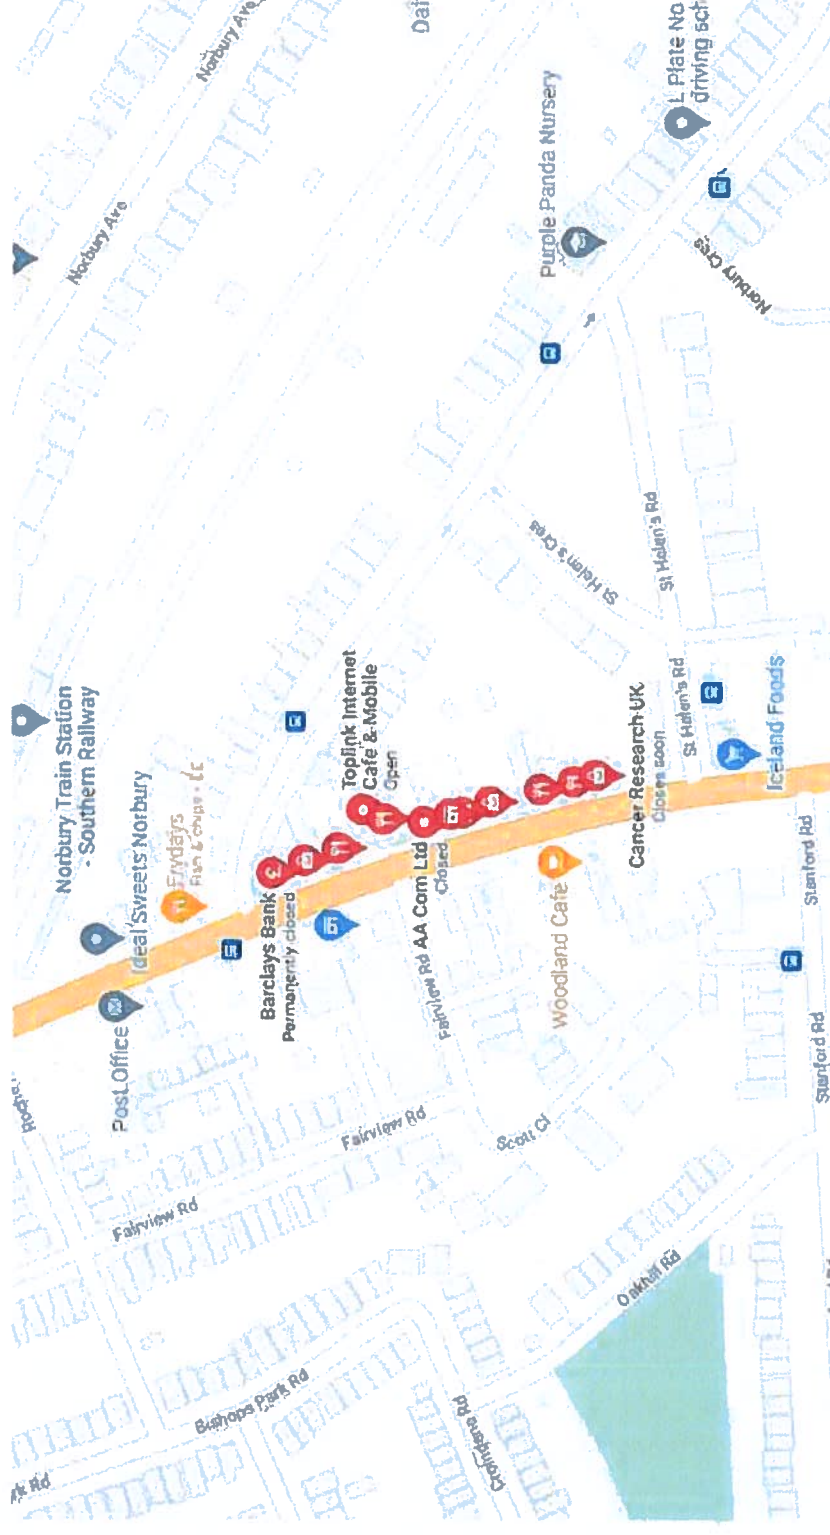 Norbury Ave
Norbury Ave
Purple Panda Nursery
L Plate No
driving sch
Norbury Cres
St Helen's Cres
St Helen's Rd
St Helen's Rd
Norbury Train Station
- Southern Railway
Ideal Sweets Norbury
Frydays
Fish & chips • ££
Toplink Internet
Cafe & Mobile
Open
Barclays Bank
Permanently closed
AA Com Ltd
Closed
Cancer Research UK
Closes soon
Iceland Foods
Woodland Cafe
Post Office
Fairview Rd
Fairview Rd
Fairview Rd
Scott Cl
Stanford Rd
Stanford Rd
Oakhill Rd
Bishops Park Rd
rk Rd